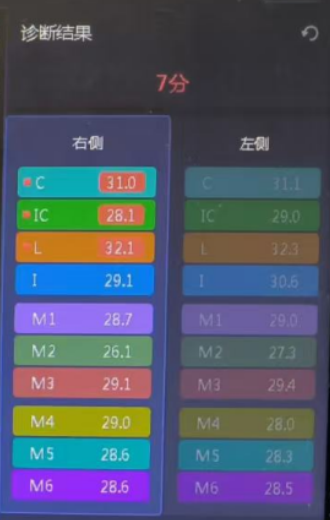 诊断结果
7分
右侧 左侧
C 31.0 C 31.1
IC 28.1 IC 29.0
L 32.1 L 32.3
I 29.1 I 30.6
M1 28.7 M1 29.0
M2 26.1 M2 27.3
M3 29.1 M3 29.4
M4 29.0 M4 28.0
M5 28.6 M5 28.3
M6 28.6 M6 28.5